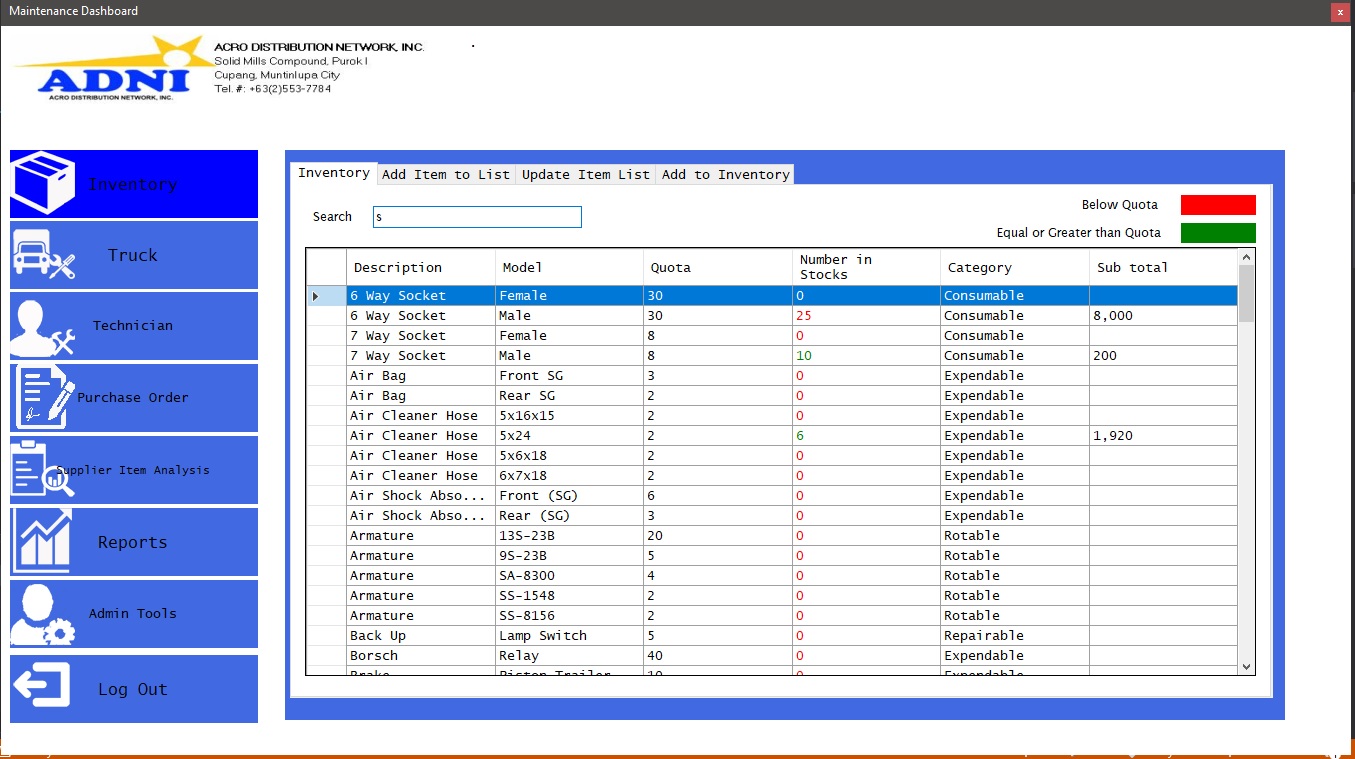 Maintenance Dashboard
x
ADNI
ACRO DISTRIBUTION NETWORK, INC.
ACRO DISTRIBUTION NETWORK, INC.
Solid Mills Compound, Purok I
Cupang, Muntinlupa City
Tel. #: +63(2)553-7784
Inventory
Truck
Technician
Purchase Order
Supplier Item Analysis
Reports
Admin Tools
Log Out
Inventory Add Item to List Update Item List Add to Inventory
Search s
Below Quota
Equal or Greater than Quota
Description Model Quota Number in Stocks Category Sub total
6 Way Socket Female 30 0 Consumable
6 Way Socket Male 30 25 Consumable 8,000
7 Way Socket Female 8 0 Consumable
7 Way Socket Male 8 10 Consumable 200
Air Bag Front SG 3 0 Expendable
Air Bag Rear SG 2 0 Expendable
Air Cleaner Hose 5x16x15 2 0 Expendable
Air Cleaner Hose 5x24 2 6 Expendable 1,920
Air Cleaner Hose 5x6x18 2 0 Expendable
Air Cleaner Hose 6x7x18 2 0 Expendable
Air Shock Abso... Front (SG) 6 0 Expendable
Air Shock Abso... Rear (SG) 3 0 Expendable
Armature 13S-23B 20 0 Rotable
Armature 9S-23B 5 0 Rotable
Armature SA-8300 4 0 Rotable
Armature SS-1548 2 0 Rotable
Armature SS-8156 2 0 Rotable
Back Up Lamp Switch 5 0 Repairable
Borsch Relay 40 0 Expendable
Brake Piston Trailer 10 0 Expendable